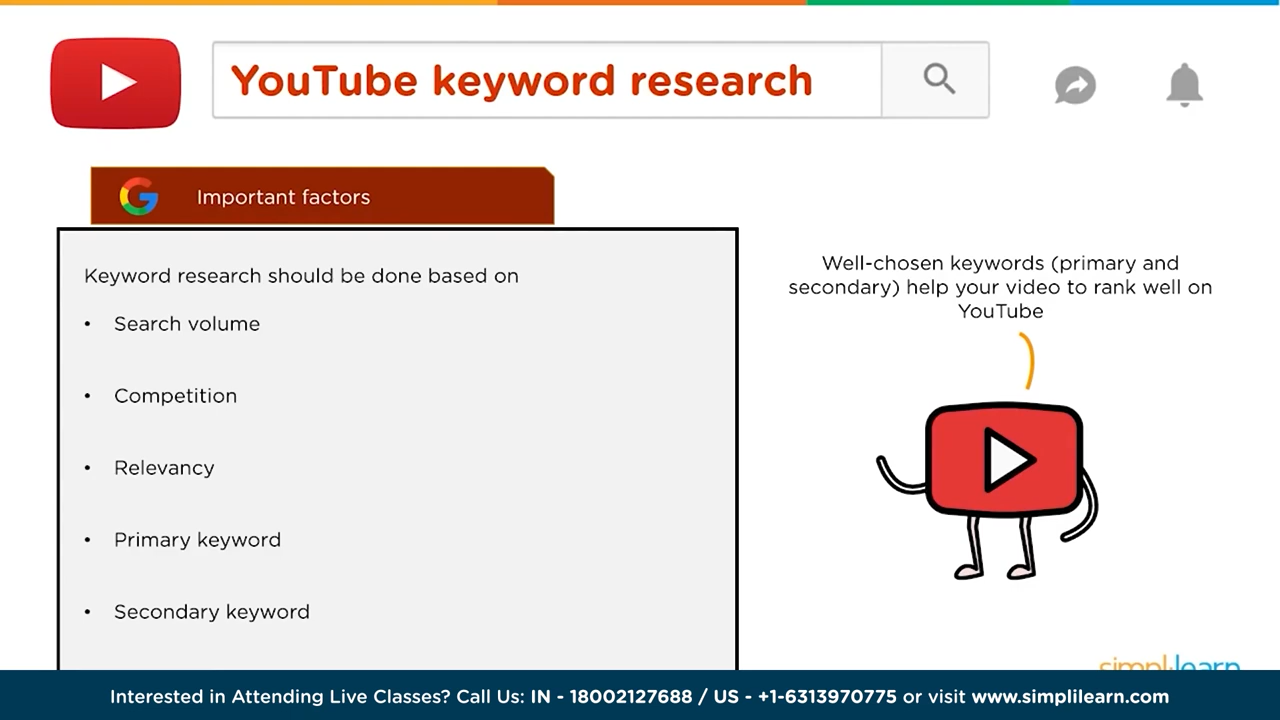 YouTube keyword research
Important factors
Keyword research should be done based on
• Search volume
• Competition
• Relevancy
• Primary keyword
• Secondary keyword
Well-chosen keywords (primary and
secondary) help your video to rank well on
YouTube
simplilearn
Interested in Attending Live Classes? Call Us: IN - 18002127688 / US - +1-6313970775 or visit www.simplilearn.com